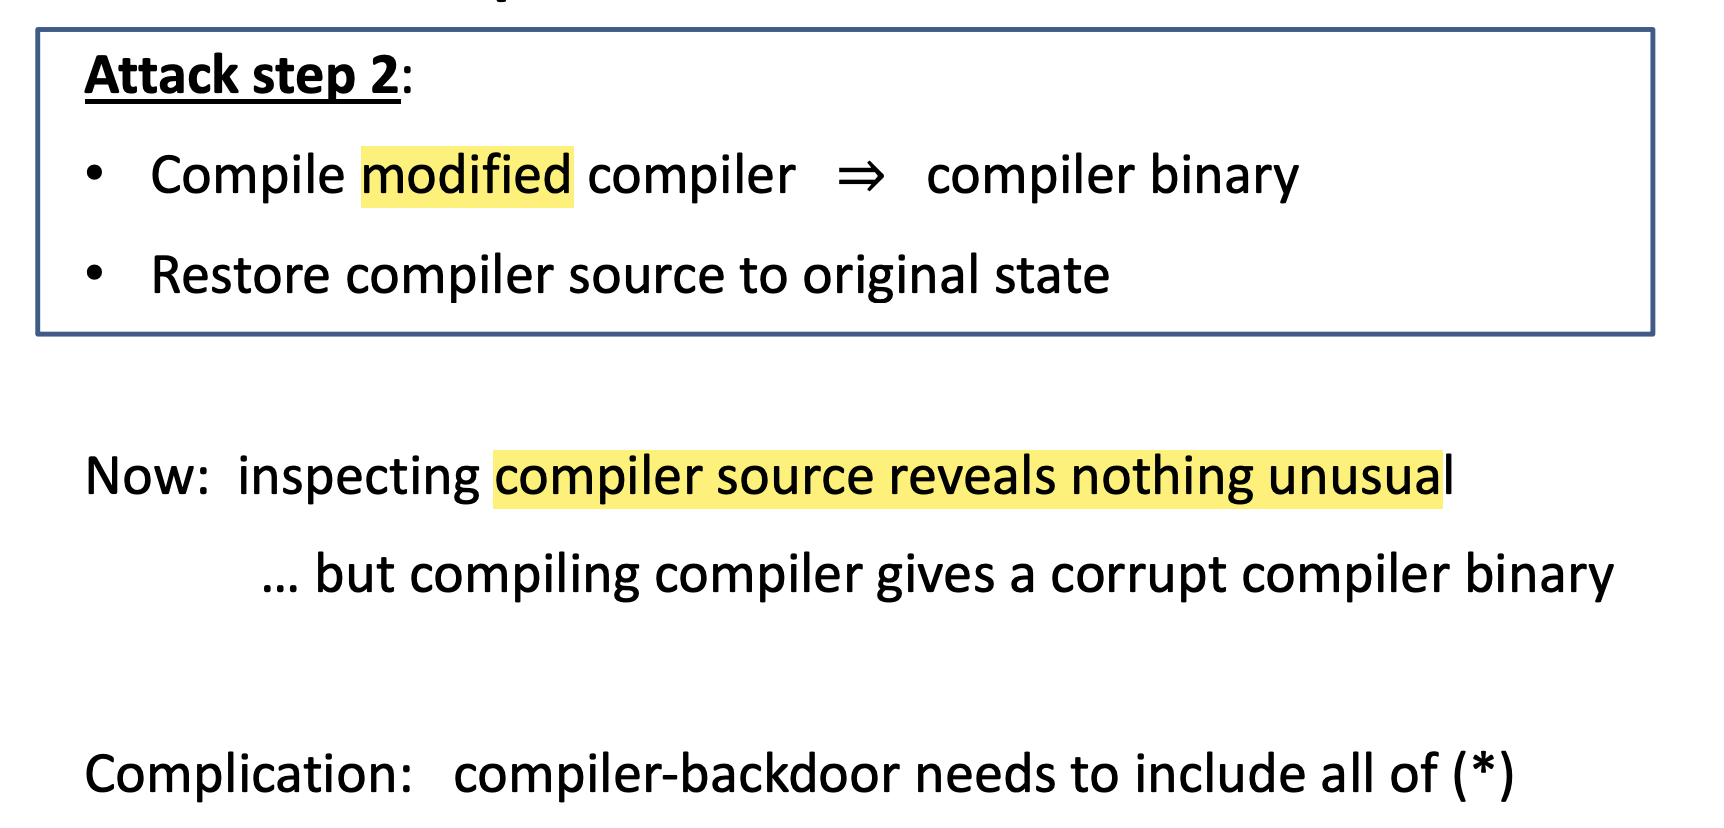 Attack step 2:
• Compile modified compiler ⇒ compiler binary
• Restore compiler source to original state
Now: inspecting compiler source reveals nothing unusual
... but compiling compiler gives a corrupt compiler binary
Complication: compiler-backdoor needs to include all of (*)